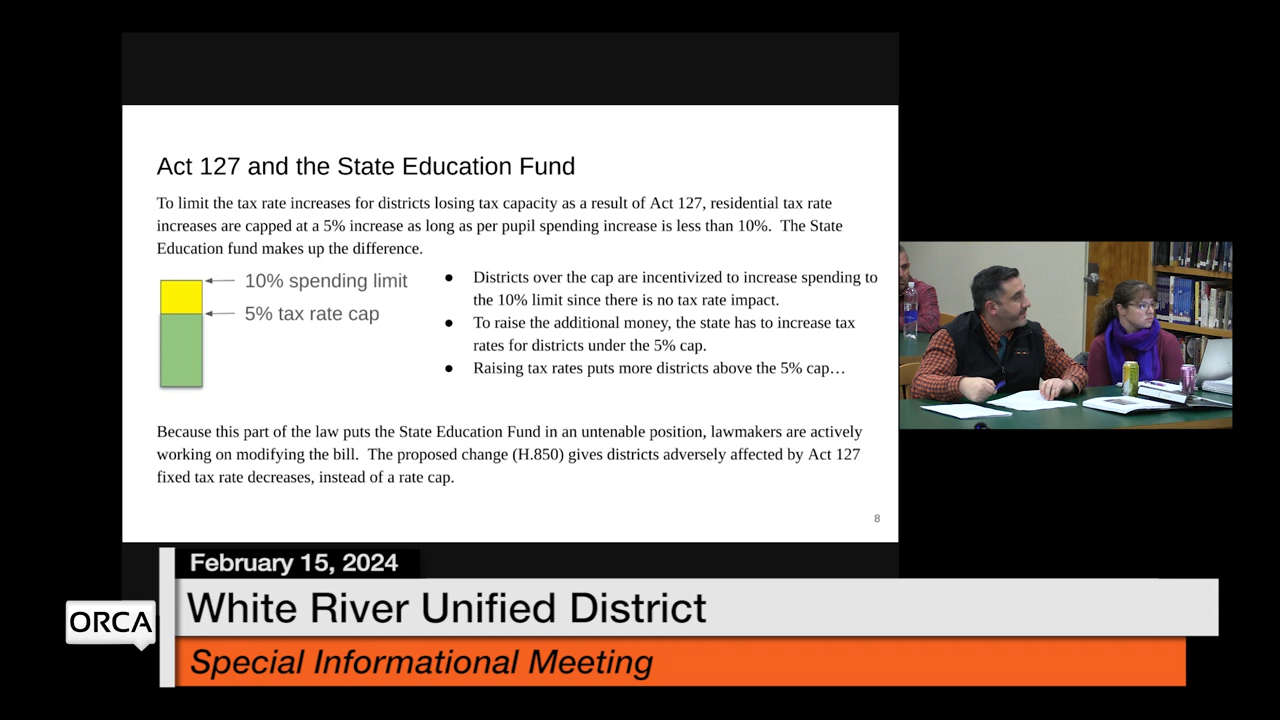 Act 127 and the State Education Fund
To limit the tax rate increases for districts losing tax capacity as a result of Act 127, residential tax rate
increases are capped at a 5% increase as long as per pupil spending increase is less than 10%.  The State
Education fund makes up the difference.
10% spending limit
5% tax rate cap
● Districts over the cap are incentivized to increase spending to
the 10% limit since there is no tax rate impact.
● To raise the additional money, the state has to increase tax
rates for districts under the 5% cap.
● Raising tax rates puts more districts above the 5% cap…
Because this part of the law puts the State Education Fund in an untenable position, lawmakers are actively
working on modifying the bill.  The proposed change (H.850) gives districts adversely affected by Act 127
fixed tax rate decreases, instead of a rate cap.
8
February 15, 2024
White River Unified District
ORCA
Special Informational Meeting